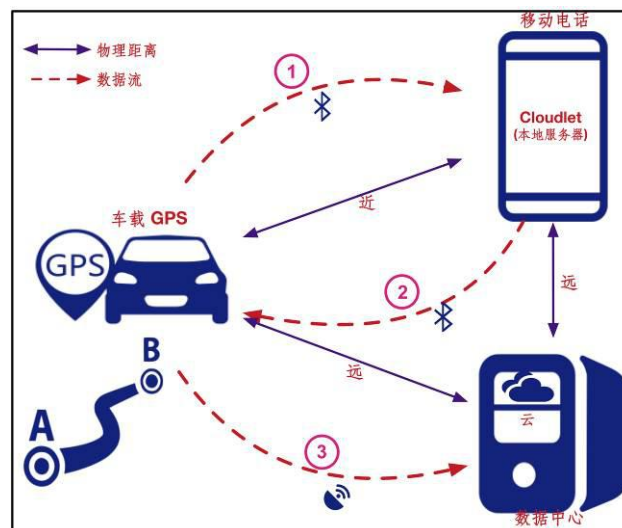 移动电话
物理距离
数据流
1
Cloudlet
(本地服务器)
近
车载 GPS
GPS
2
远
B
远
A
云
3
数据中心